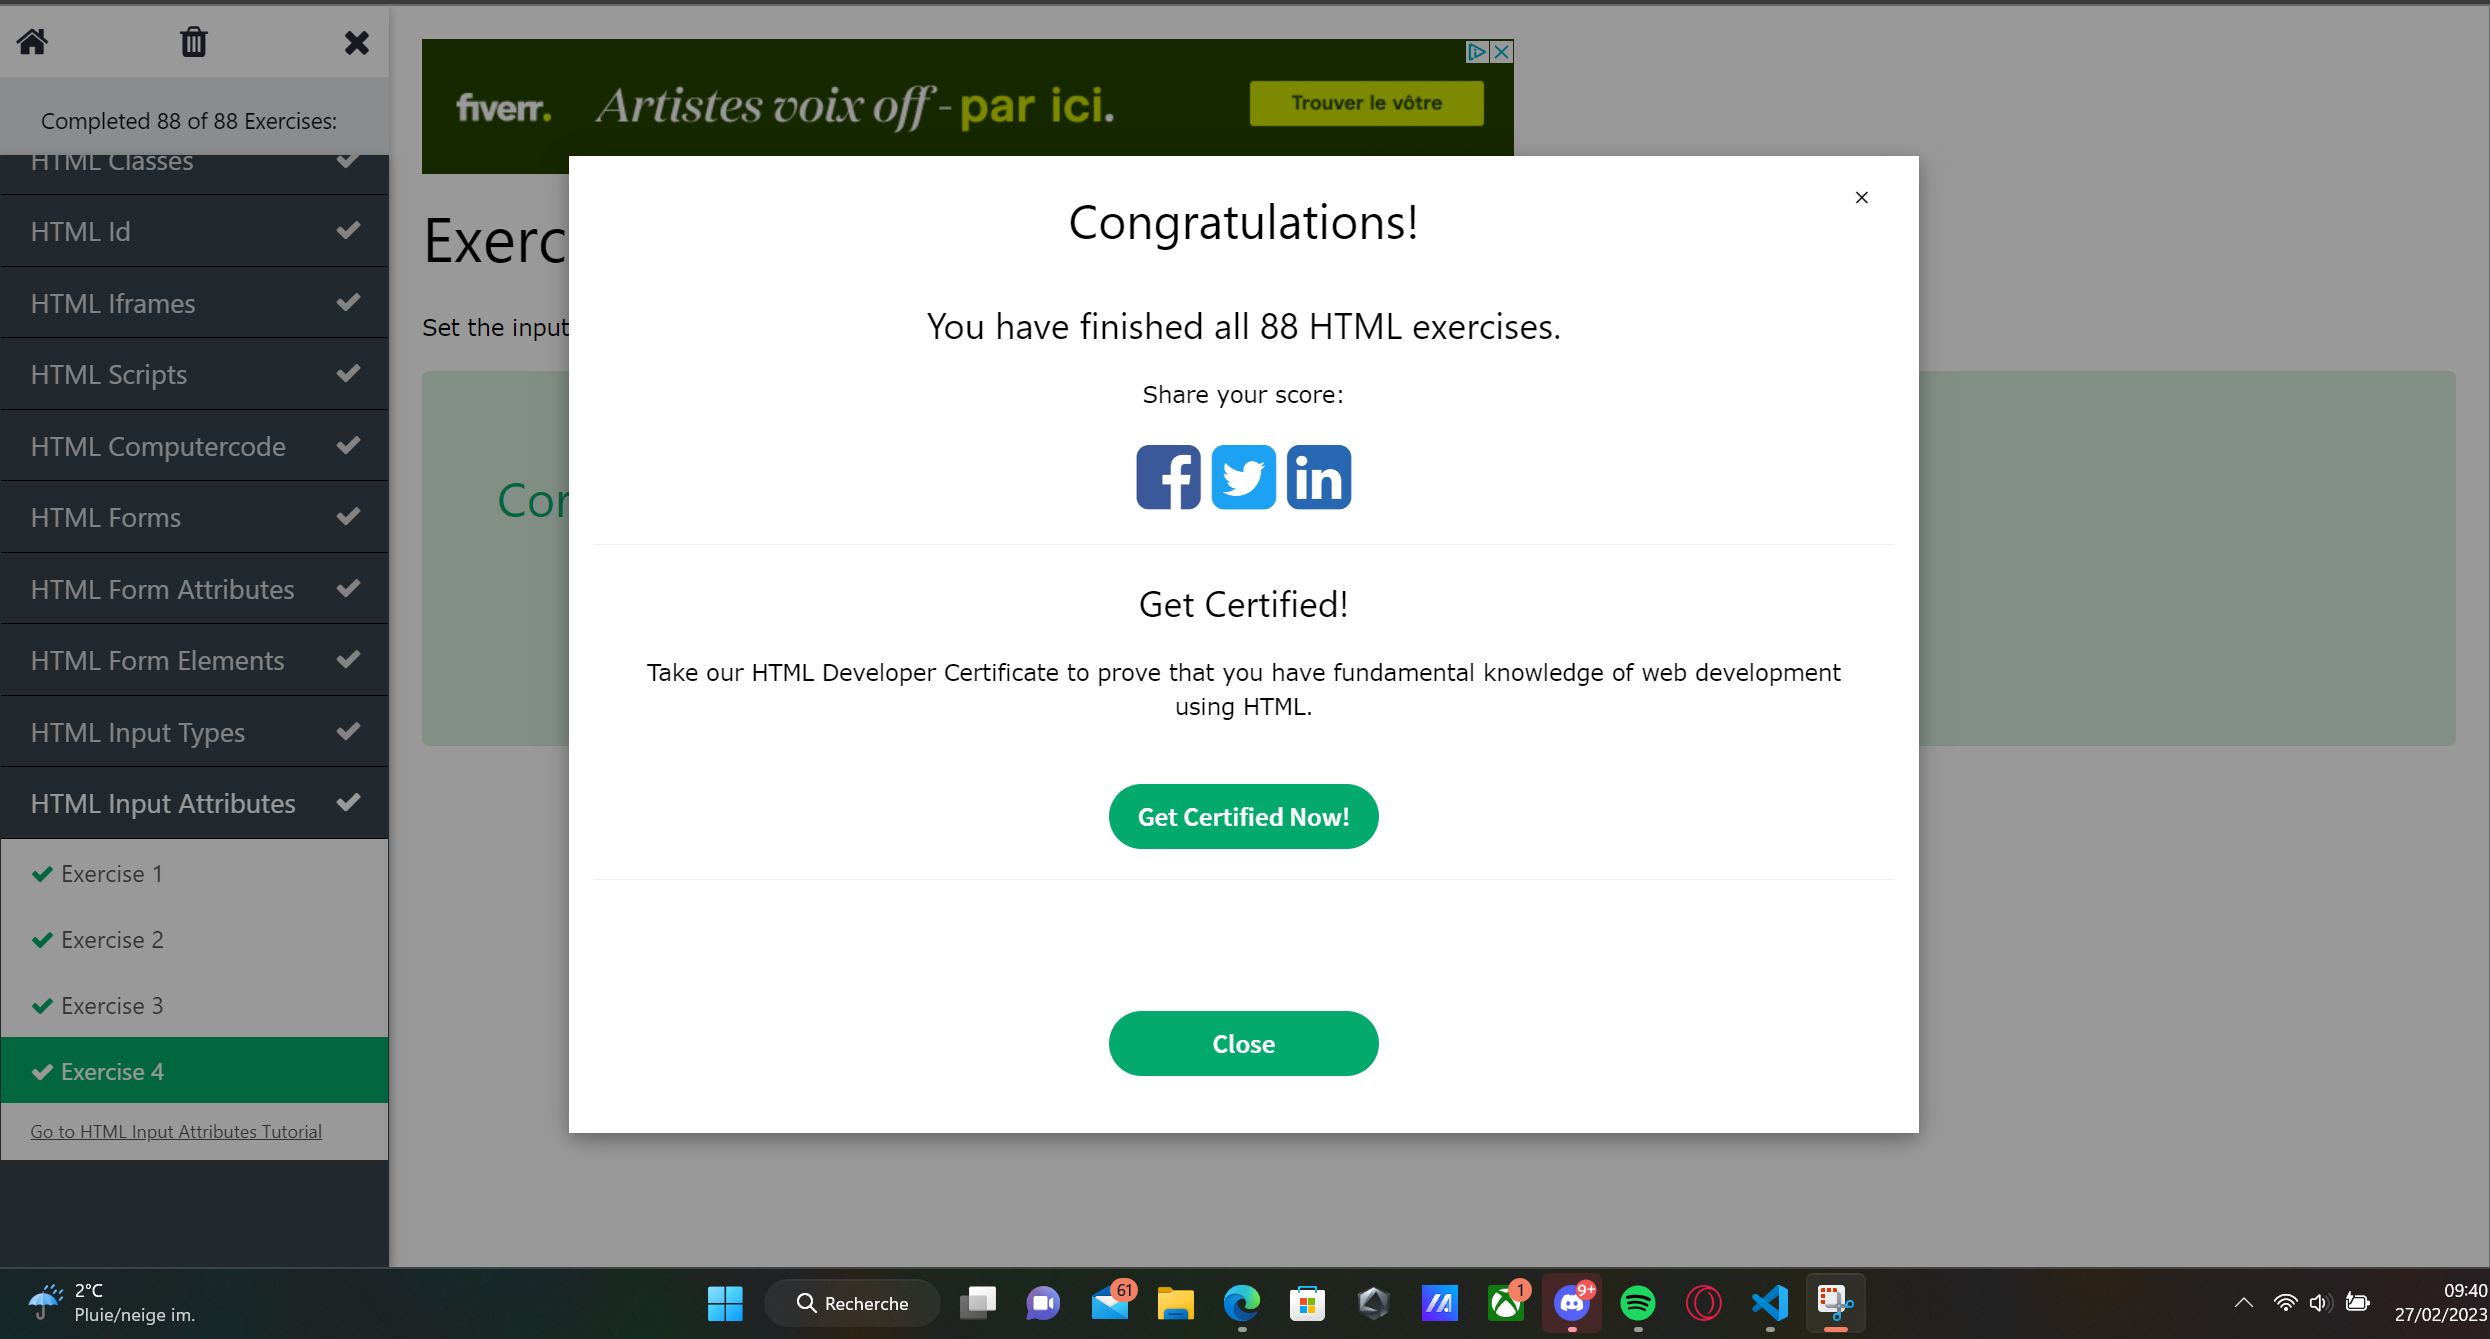 Completed 88 of 88 Exercises:
HTML Classes
HTML Id
HTML Iframes
HTML Scripts
HTML Computercode
HTML Forms
HTML Form Attributes
HTML Form Elements
HTML Input Types
HTML Input Attributes
Exercise 1
Exercise 2
Exercise 3
Exercise 4
Go to HTML Input Attributes Tutorial
fiverr. Artistes voix off - par ici. Trouver le vôtre
Exerc
Set the input
Cor
×
Congratulations!
You have finished all 88 HTML exercises.
Share your score:
Get Certified!
Take our HTML Developer Certificate to prove that you have fundamental knowledge of web development
using HTML.
Get Certified Now!
Close
2°C
Pluie/neige im.
Recherche
61
1
9+
09:40
27/02/2023